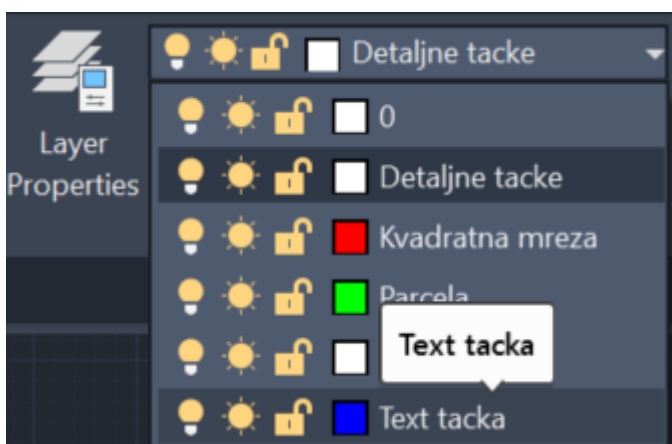 Layer
Properties
Detaljne tacke
0
Detaljne tacke
Kvadratna mreza
Parcela
Text tacka
Text tacka